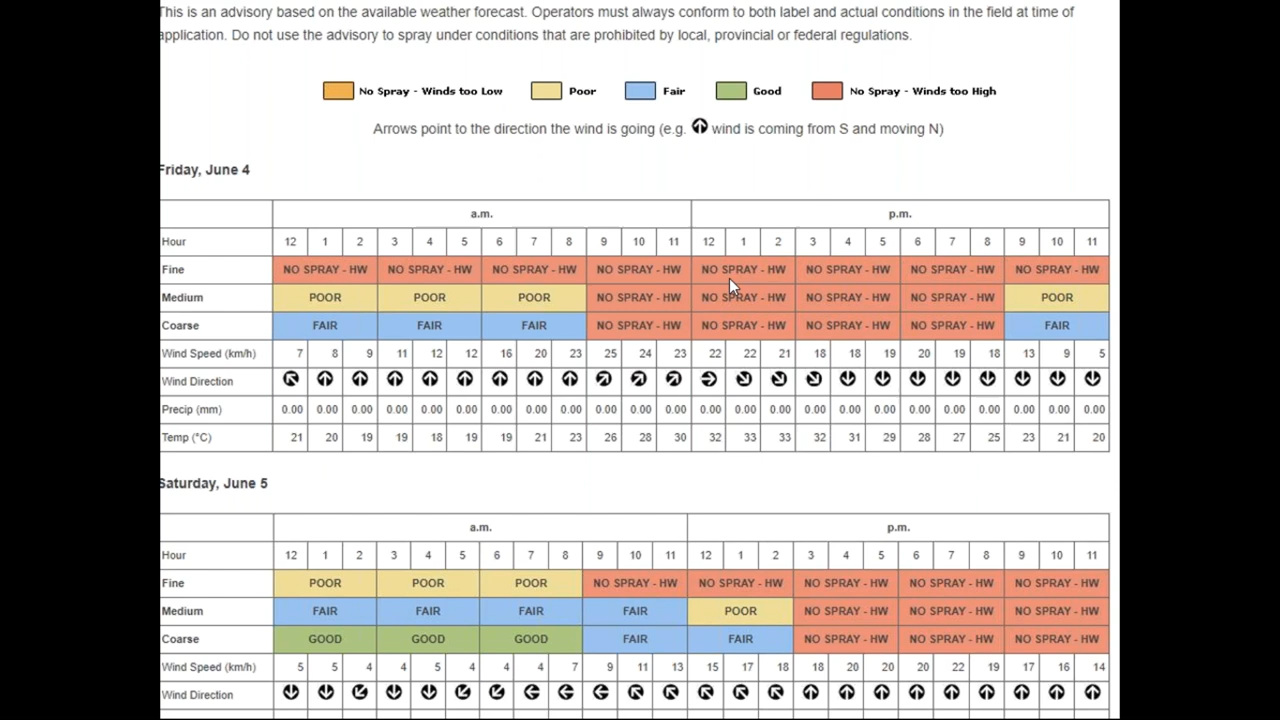 This is an advisory based on the available weather forecast. Operators must always conform to both label and actual conditions in the field at time of
application. Do not use the advisory to spray under conditions that are prohibited by local, provincial or federal regulations.
No Spray - Winds too Low Poor Fair Good No Spray - Winds too High
Arrows point to the direction the wind is going (e.g. wind is coming from S and moving N)
Friday, June 4
a.m. p.m.
Hour 12 1 2 3 4 5 6 7 8 9 10 11 12 1 2 3 4 5 6 7 8 9 10 11
Fine NO SPRAY - HW NO SPRAY - HW NO SPRAY - HW NO SPRAY - HW NO SPRAY - HW NO SPRAY - HW NO SPRAY - HW NO SPRAY - HW
Medium POOR POOR POOR NO SPRAY - HW NO SPRAY - HW NO SPRAY - HW NO SPRAY - HW POOR
Coarse FAIR FAIR FAIR NO SPRAY - HW NO SPRAY - HW NO SPRAY - HW NO SPRAY - HW FAIR
Wind Speed (km/h) 7 8 9 11 12 12 16 20 23 25 24 23 22 22 21 18 18 19 20 19 18 13 9 5
Wind Direction
Precip (mm) 0.00 0.00 0.00 0.00 0.00 0.00 0.00 0.00 0.00 0.00 0.00 0.00 0.00 0.00 0.00 0.00 0.00 0.00 0.00 0.00 0.00 0.00 0.00 0.00
Temp (°C) 21 20 19 19 18 19 19 21 23 26 28 30 32 33 33 32 31 29 28 27 25 23 21 20
Saturday, June 5
a.m. p.m.
Hour 12 1 2 3 4 5 6 7 8 9 10 11 12 1 2 3 4 5 6 7 8 9 10 11
Fine POOR POOR POOR NO SPRAY - HW NO SPRAY - HW NO SPRAY - HW NO SPRAY - HW NO SPRAY - HW
Medium FAIR FAIR FAIR FAIR POOR NO SPRAY - HW NO SPRAY - HW NO SPRAY - HW
Coarse GOOD GOOD GOOD FAIR FAIR NO SPRAY - HW NO SPRAY - HW NO SPRAY - HW
Wind Speed (km/h) 5 5 4 4 5 4 4 4 7 9 11 13 15 17 18 18 20 20 20 22 19 17 16 14
Wind Direction